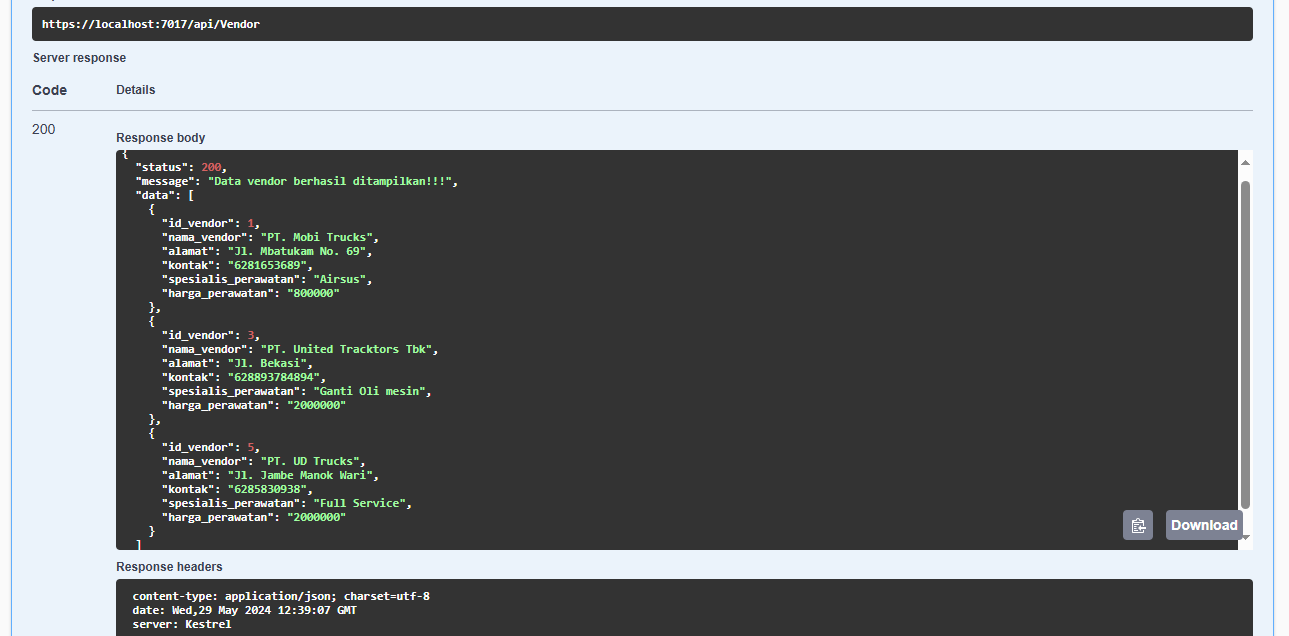 https://localhost:7017/api/Vendor
Server response
Code Details
200
Response body
{
"status": 200,
"message": "Data vendor berhasil ditampilkan!!!",
"data": [
{
"id_vendor": 1,
"nama_vendor": "PT. Mobi Trucks",
"alamat": "Jl. Mbatukam No. 69",
"kontak": "6281653689",
"spesialis_perawatan": "Airsus",
"harga_perawatan": "800000"
},
{
"id_vendor": 3,
"nama_vendor": "PT. United Tracktors Tbk",
"alamat": "Jl. Bekasi",
"kontak": "628893784894",
"spesialis_perawatan": "Ganti Oli mesin",
"harga_perawatan": "2000000"
},
{
"id_vendor": 5,
"nama_vendor": "PT. UD Trucks",
"alamat": "Jl. Jambe Manok Wari",
"kontak": "6285830938",
"spesialis_perawatan": "Full Service",
"harga_perawatan": "2000000"
}
]
Download
Response headers
content-type: application/json; charset=utf-8
date: Wed,29 May 2024 12:39:07 GMT
server: Kestrel